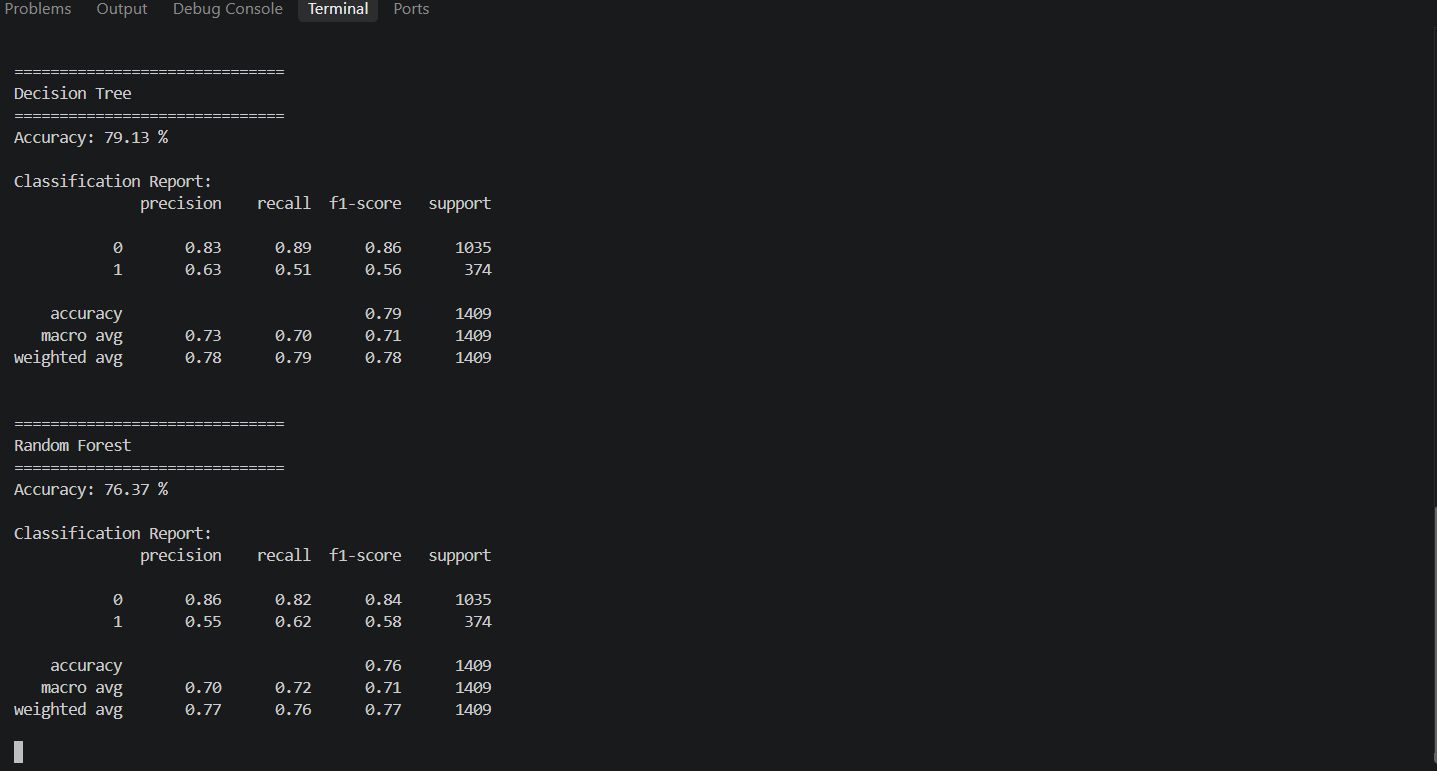 Problems Output Debug Console Terminal Ports
==============================
Decision Tree
==============================
Accuracy: 79.13 %
Classification Report:
precision recall f1-score support
0 0.83 0.89 0.86 1035
1 0.63 0.51 0.56 374
accuracy 0.79 1409
macro avg 0.73 0.70 0.71 1409
weighted avg 0.78 0.79 0.78 1409
==============================
Random Forest
==============================
Accuracy: 76.37 %
Classification Report:
precision recall f1-score support
0 0.86 0.82 0.84 1035
1 0.55 0.62 0.58 374
accuracy 0.76 1409
macro avg 0.70 0.72 0.71 1409
weighted avg 0.77 0.76 0.77 1409